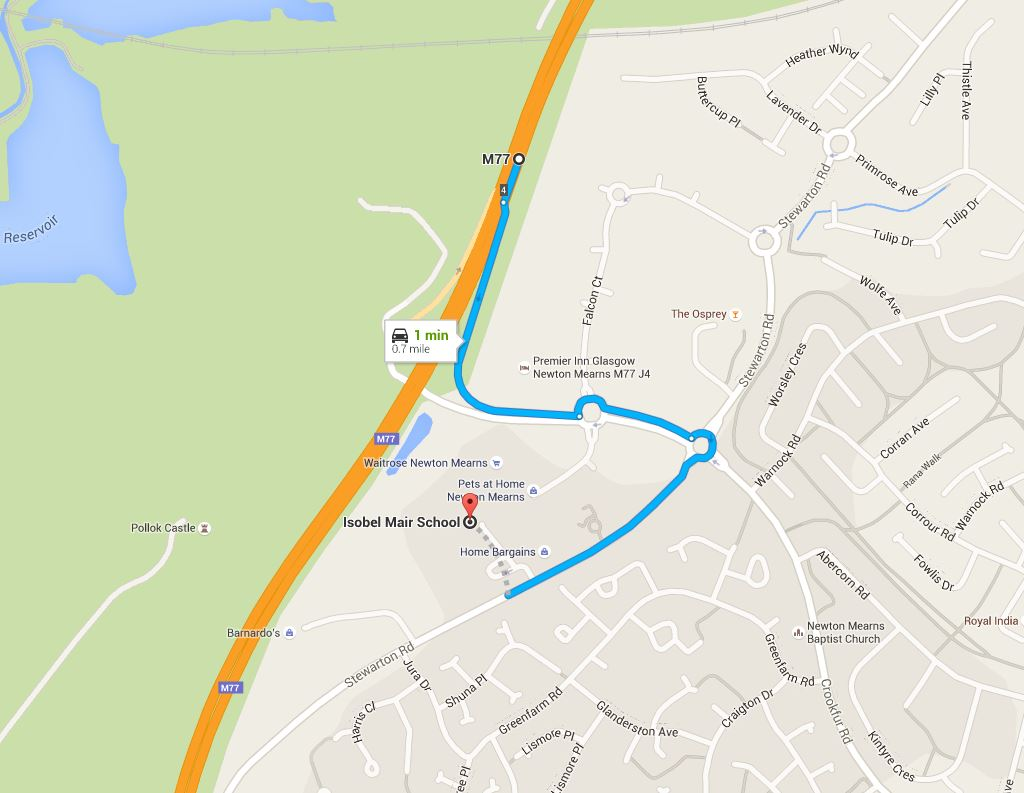 Heather Wynd
Buttercup Pl
Lavender Dr
Lilly Pl
Thistle Ave
M77
4
Primrose Ave
Stewarton Rd
Tulip Dr
Tulip Dr
Reservoir
Wolfe Ave
Falcon Ct
The Osprey
Stewarton Rd
1 min
0.7 mile
Premier Inn Glasgow
Newton Mearns M77 J4
Worsley Cres
Corran Ave
M77
Warnock Rd
Rana Walk
Waitrose Newton Mearns
Pets at Home
Newton Mearns
Warnock Rd
Isobel Mair School
Corrour Rd
Pollok Castle
Home Bargains
Abercorn Rd
Fowlis Dr
Barnardo's
Newton Mearns
Baptist Church
Royal India
Stewarton Rd
Jura Dr
Shuna Pl
Greenfarm Rd
M77
Harris Ct
Greenfarm Rd
Glanderston Ave
Craigton Dr
Crookfur Rd
Lismore Pl
Lismore Pl
Kintyre Cres